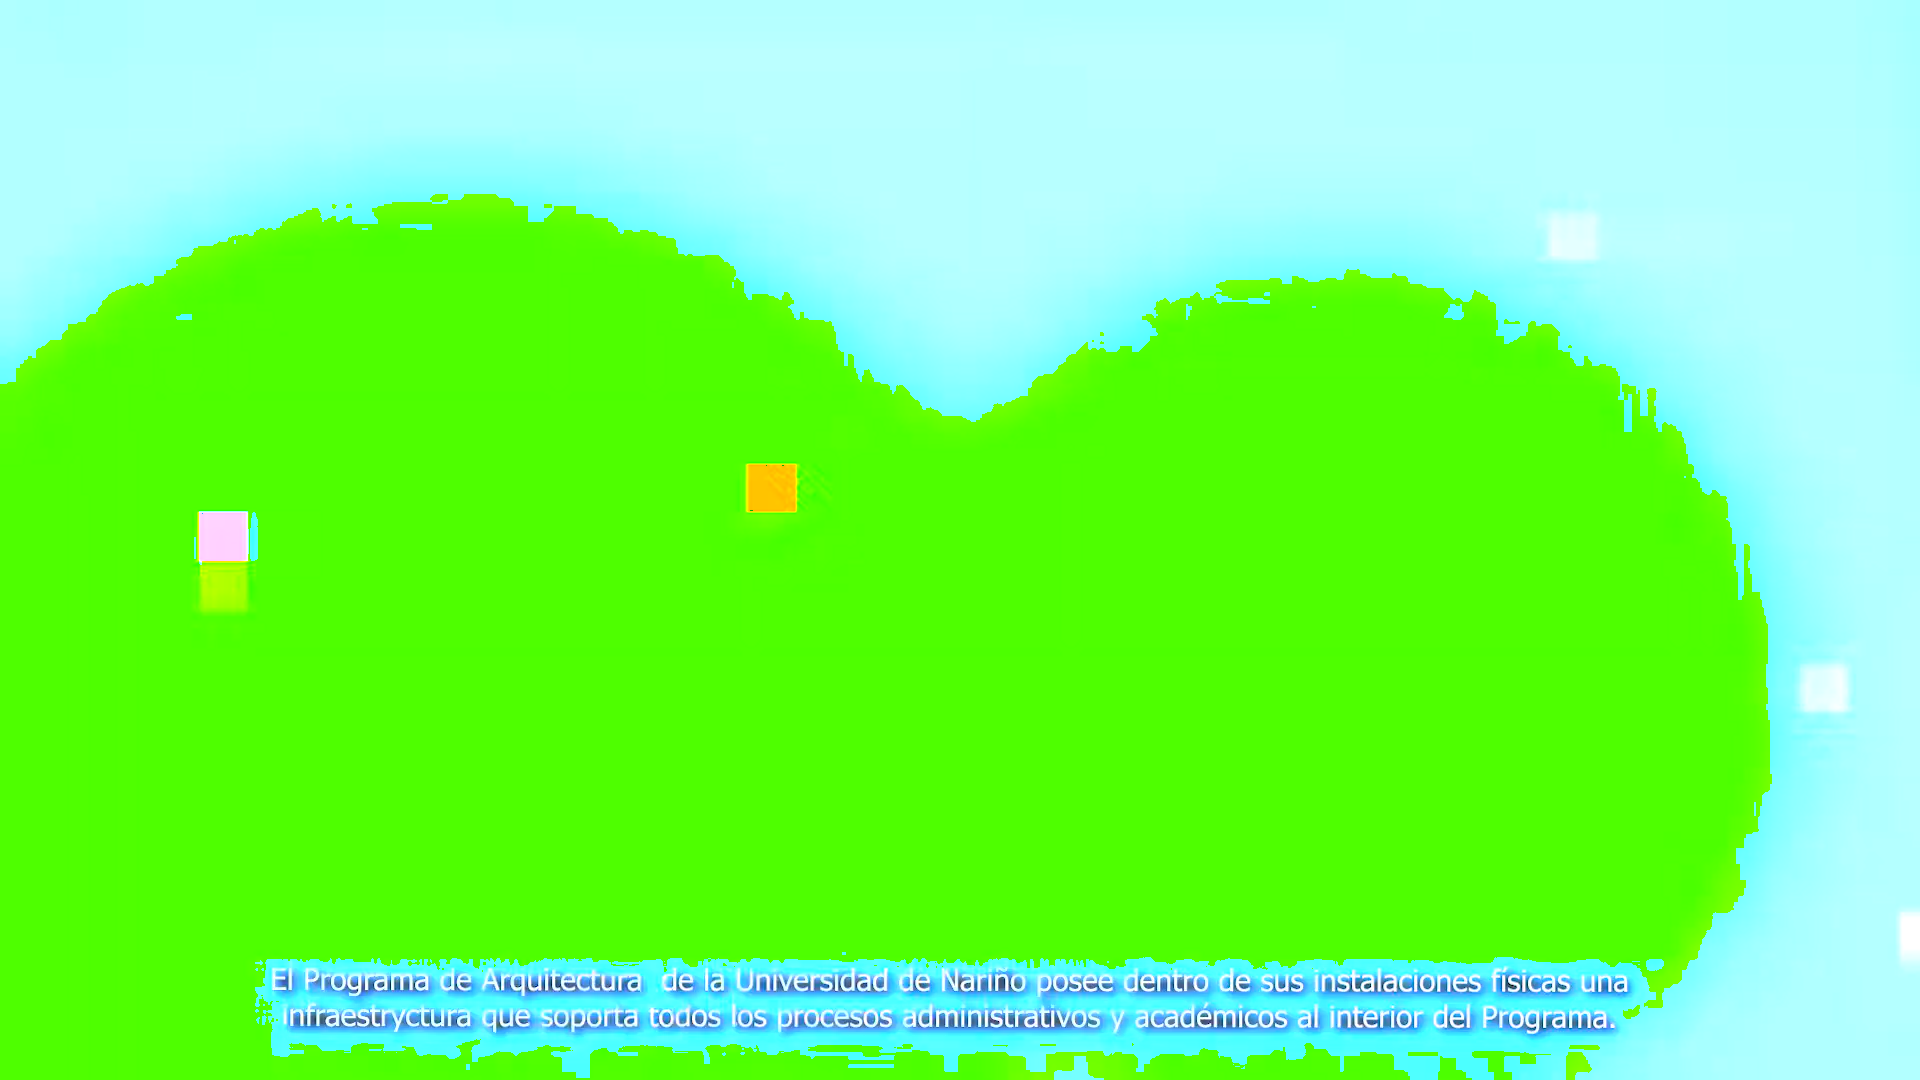 El Programa de Arquitectura de la Universidad de Nariño posee dentro de sus instalaciones físicas una
infraestryctura que soporta todos los procesos administrativos y académicos al interior del Programa.